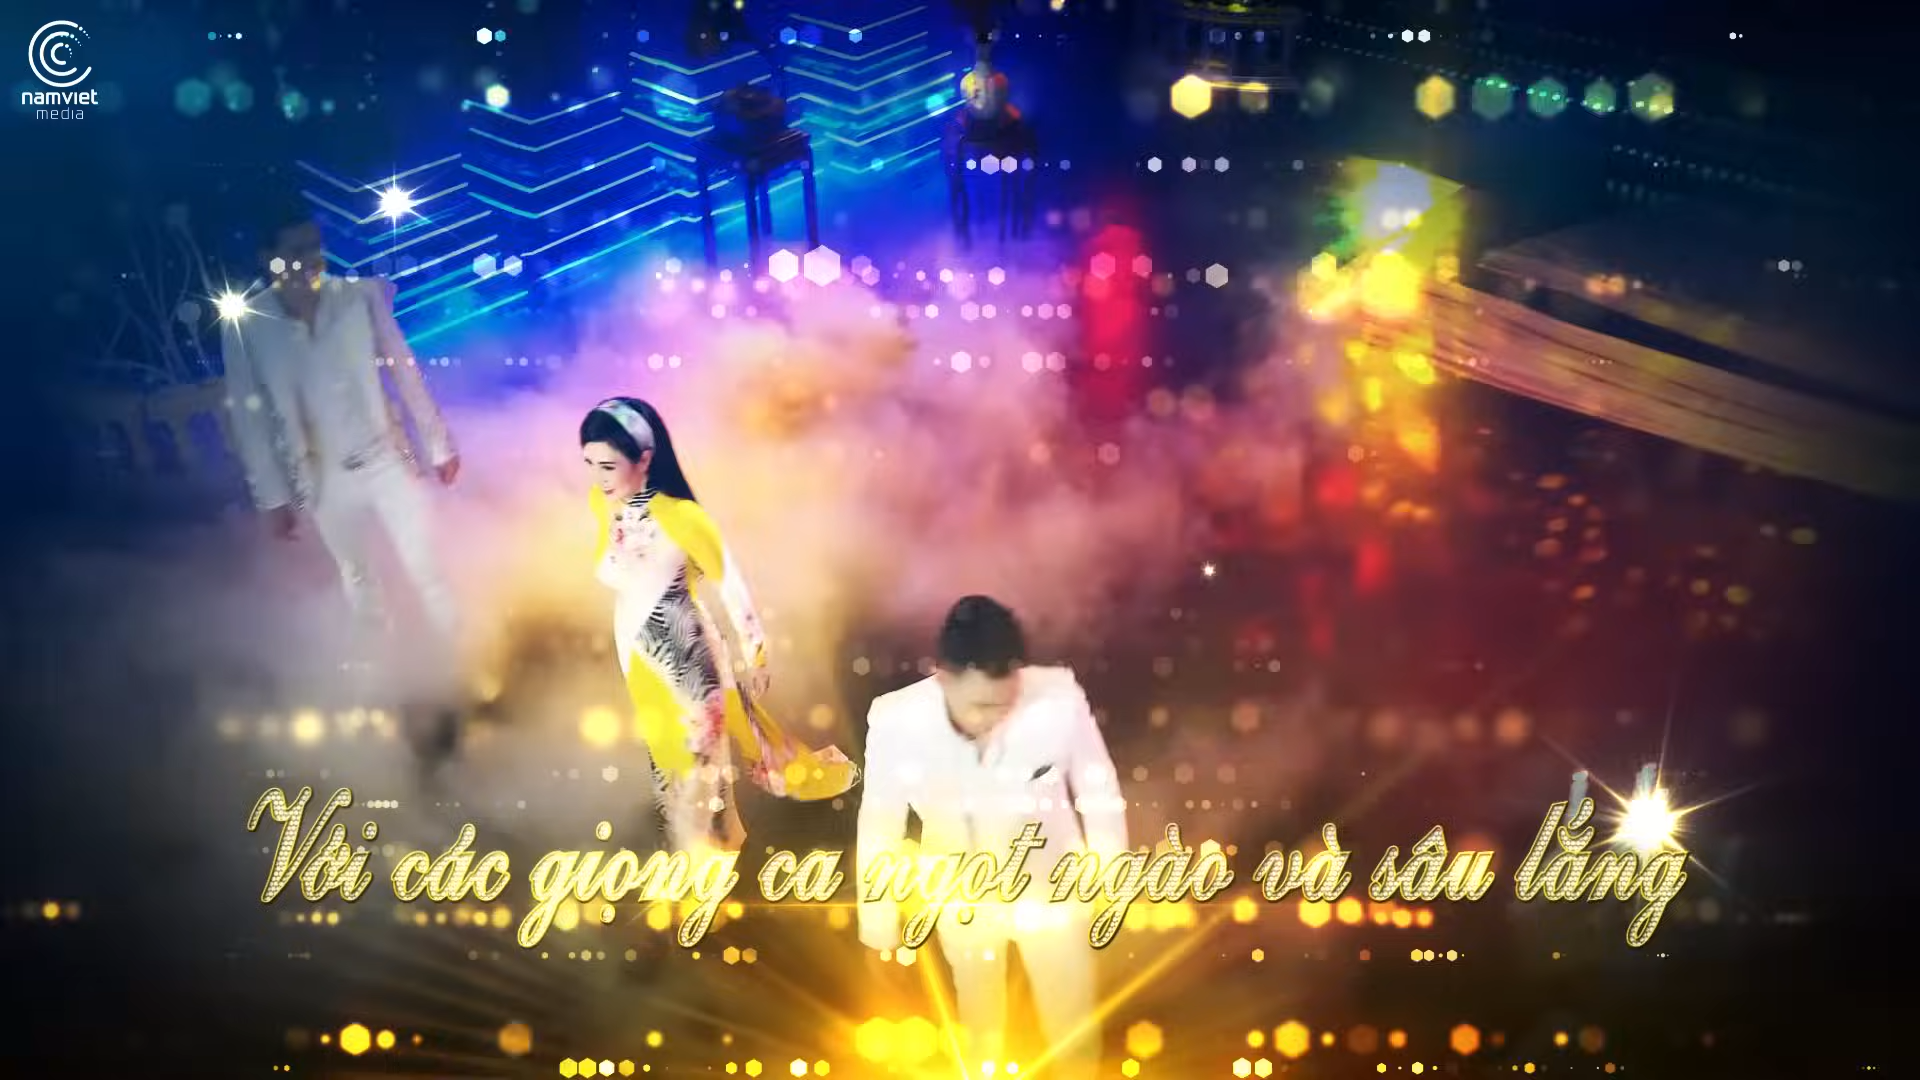 namviet
media
Với các giọng ca ngọt ngào và sâu lắng